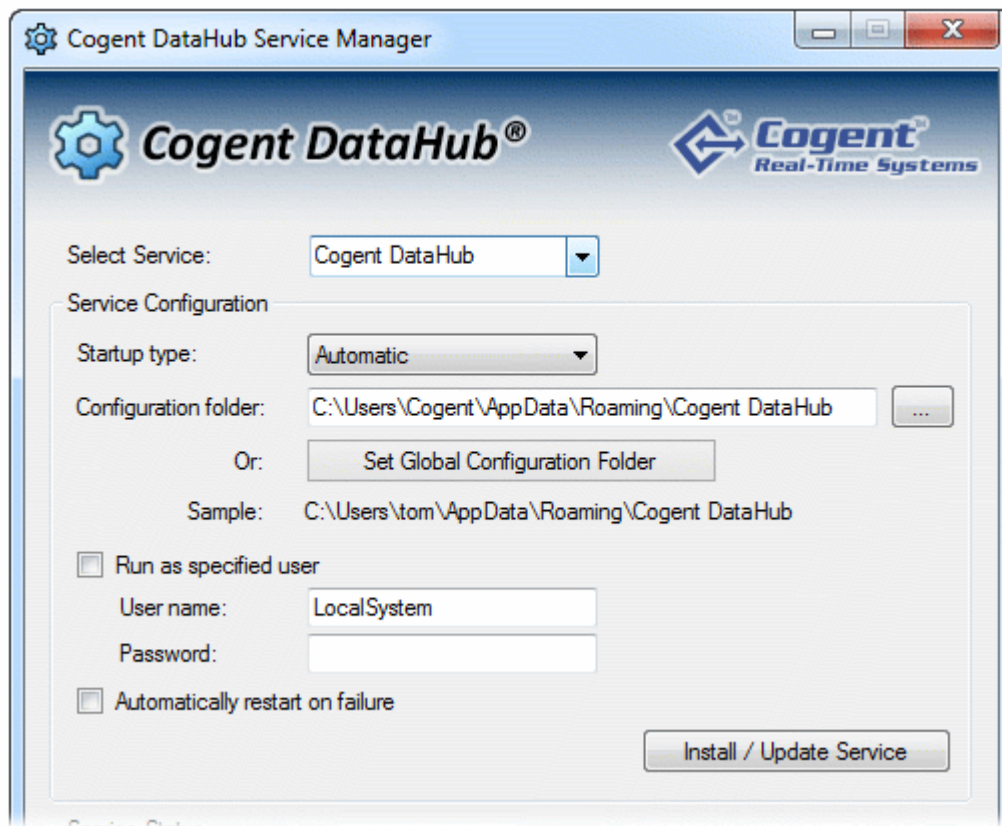 Cogent DataHub Service Manager
Cogent DataHub®
Cogent™
Real-Time Systems
Select Service: Cogent DataHub
Service Configuration
Startup type: Automatic
Configuration folder: C:\Users\Cogent\AppData\Roaming\Cogent DataHub ...
Or: Set Global Configuration Folder
Sample: C:\Users\tom\AppData\Roaming\Cogent DataHub
Run as specified user
User name: LocalSystem
Password:
Automatically restart on failure
Install / Update Service